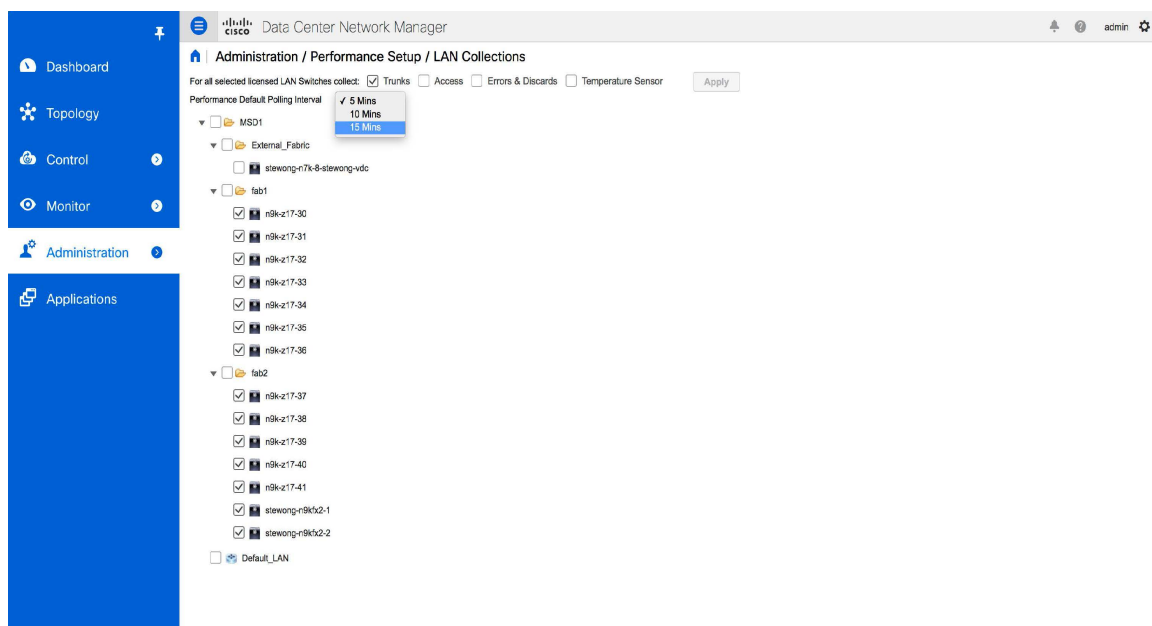 cisco Data Center Network Manager admin
Administration / Performance Setup / LAN Collections
For all selected licensed LAN Switches collect: Trunks Access Errors & Discards Temperature Sensor Apply
Performance Default Polling Interval ✓ 5 Mins
10 Mins
15 Mins
Dashboard
Topology
Control
Monitor
Administration
Applications
MSD1
External_Fabric
stewong-n7k-8-stewong-vdc
fab1
n9k-z17-30
n9k-z17-31
n9k-z17-32
n9k-z17-33
n9k-z17-34
n9k-z17-35
n9k-z17-36
fab2
n9k-z17-37
n9k-z17-38
n9k-z17-39
n9k-z17-40
n9k-z17-41
stewong-n9kfx2-1
stewong-n9kfx2-2
Default_LAN